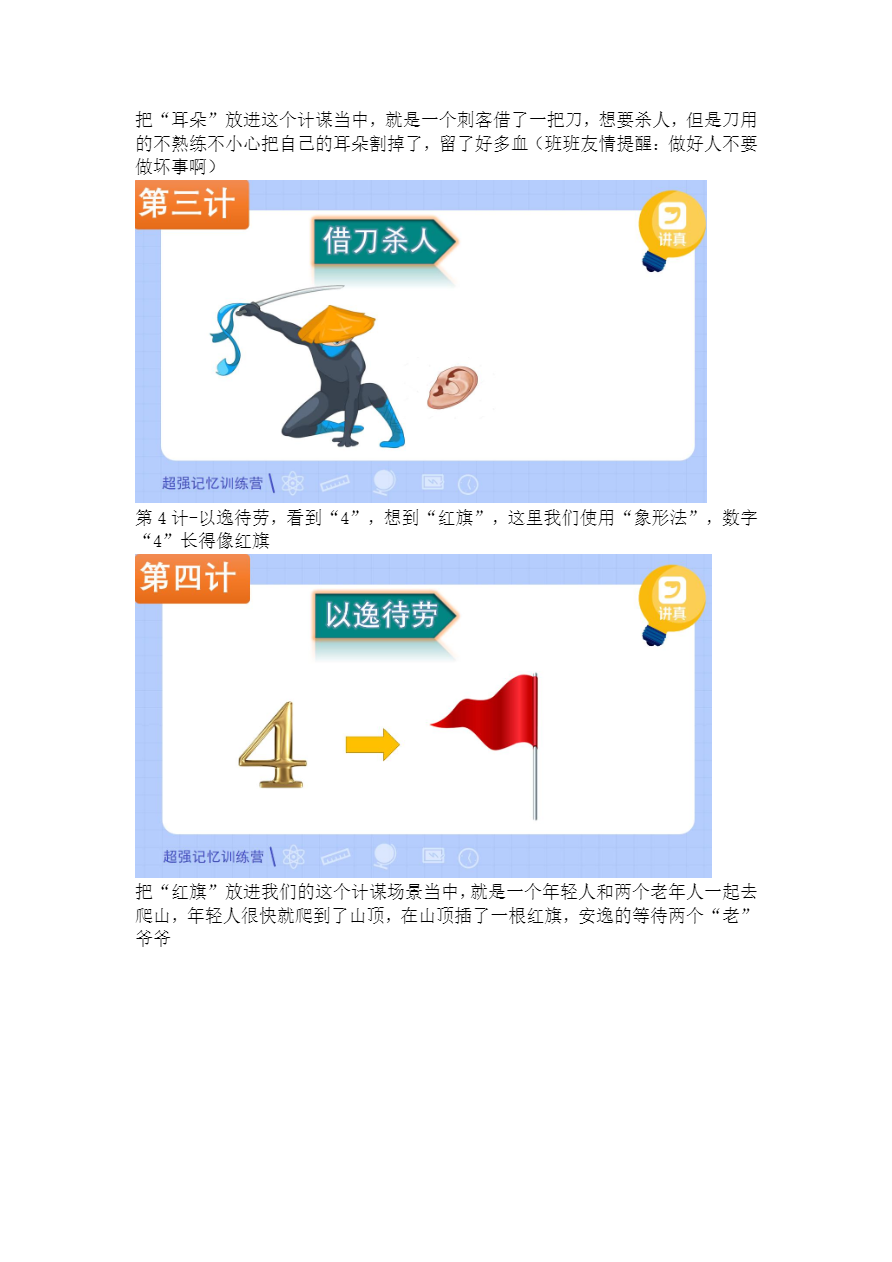 把“耳朵”放进这个计谋当中，就是一个刺客借了一把刀，想要杀人，但是刀用
的不熟练不小心把自己的耳朵割掉了，留了好多血（班班友情提醒：做好人不要
做坏事啊）
第三计
借刀杀人
讲真
超强记忆训练营
第 4 计-以逸待劳，看到“4”，想到“红旗”，这里我们使用“象形法”，数字
“4”长得像红旗
第四计
以逸待劳
讲真
4
超强记忆训练营
把“红旗”放进我们的这个计谋场景当中，就是一个年轻人和两个老年人一起去
爬山，年轻人很快就爬到了山顶，在山顶插了一根红旗，安逸的等待两个“老”
爷爷